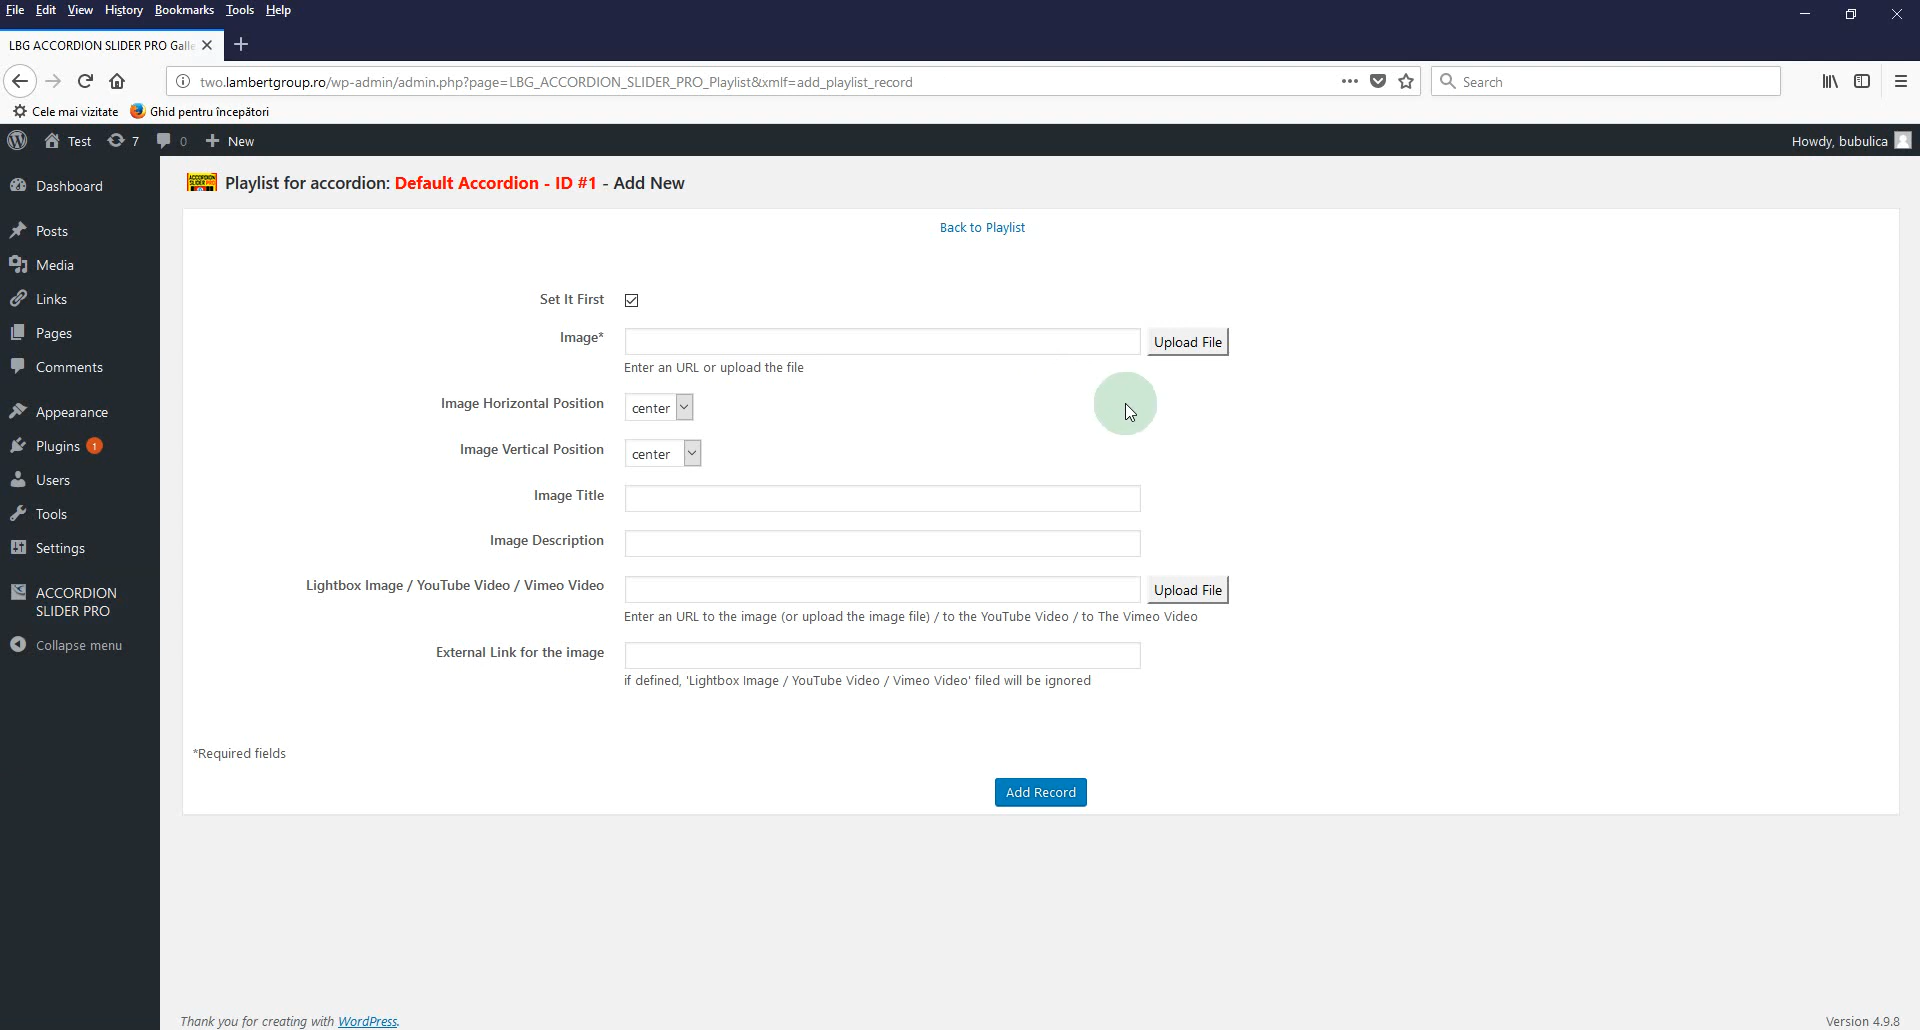 File Edit View History Bookmarks Tools Help
LBG ACCORDION SLIDER PRO Galle
two.lambertgroup.ro/wp-admin/admin.php?page=LBG_ACCORDION_SLIDER_PRO_Playlist&xmlf=add_playlist_record
Search
Cele mai vizitate Ghid pentru începători
Test 7 0 New Howdy, bubulica
Dashboard
Posts
Media
Links
Pages
Comments
Appearance
Plugins 1
Users
Tools
Settings
ACCORDION
SLIDER PRO
Collapse menu
Playlist for accordion: Default Accordion - ID #1 - Add New
Back to Playlist
Set It First
Image* Upload File
Enter an URL or upload the file
Image Horizontal Position center
Image Vertical Position center
Image Title
Image Description
Lightbox Image / YouTube Video / Vimeo Video Upload File
Enter an URL to the image (or upload the image file) / to the YouTube Video / to The Vimeo Video
External Link for the image
if defined, 'Lightbox Image / YouTube Video / Vimeo Video' filed will be ignored
*Required fields
Add Record
Thank you for creating with WordPress. Version 4.9.8